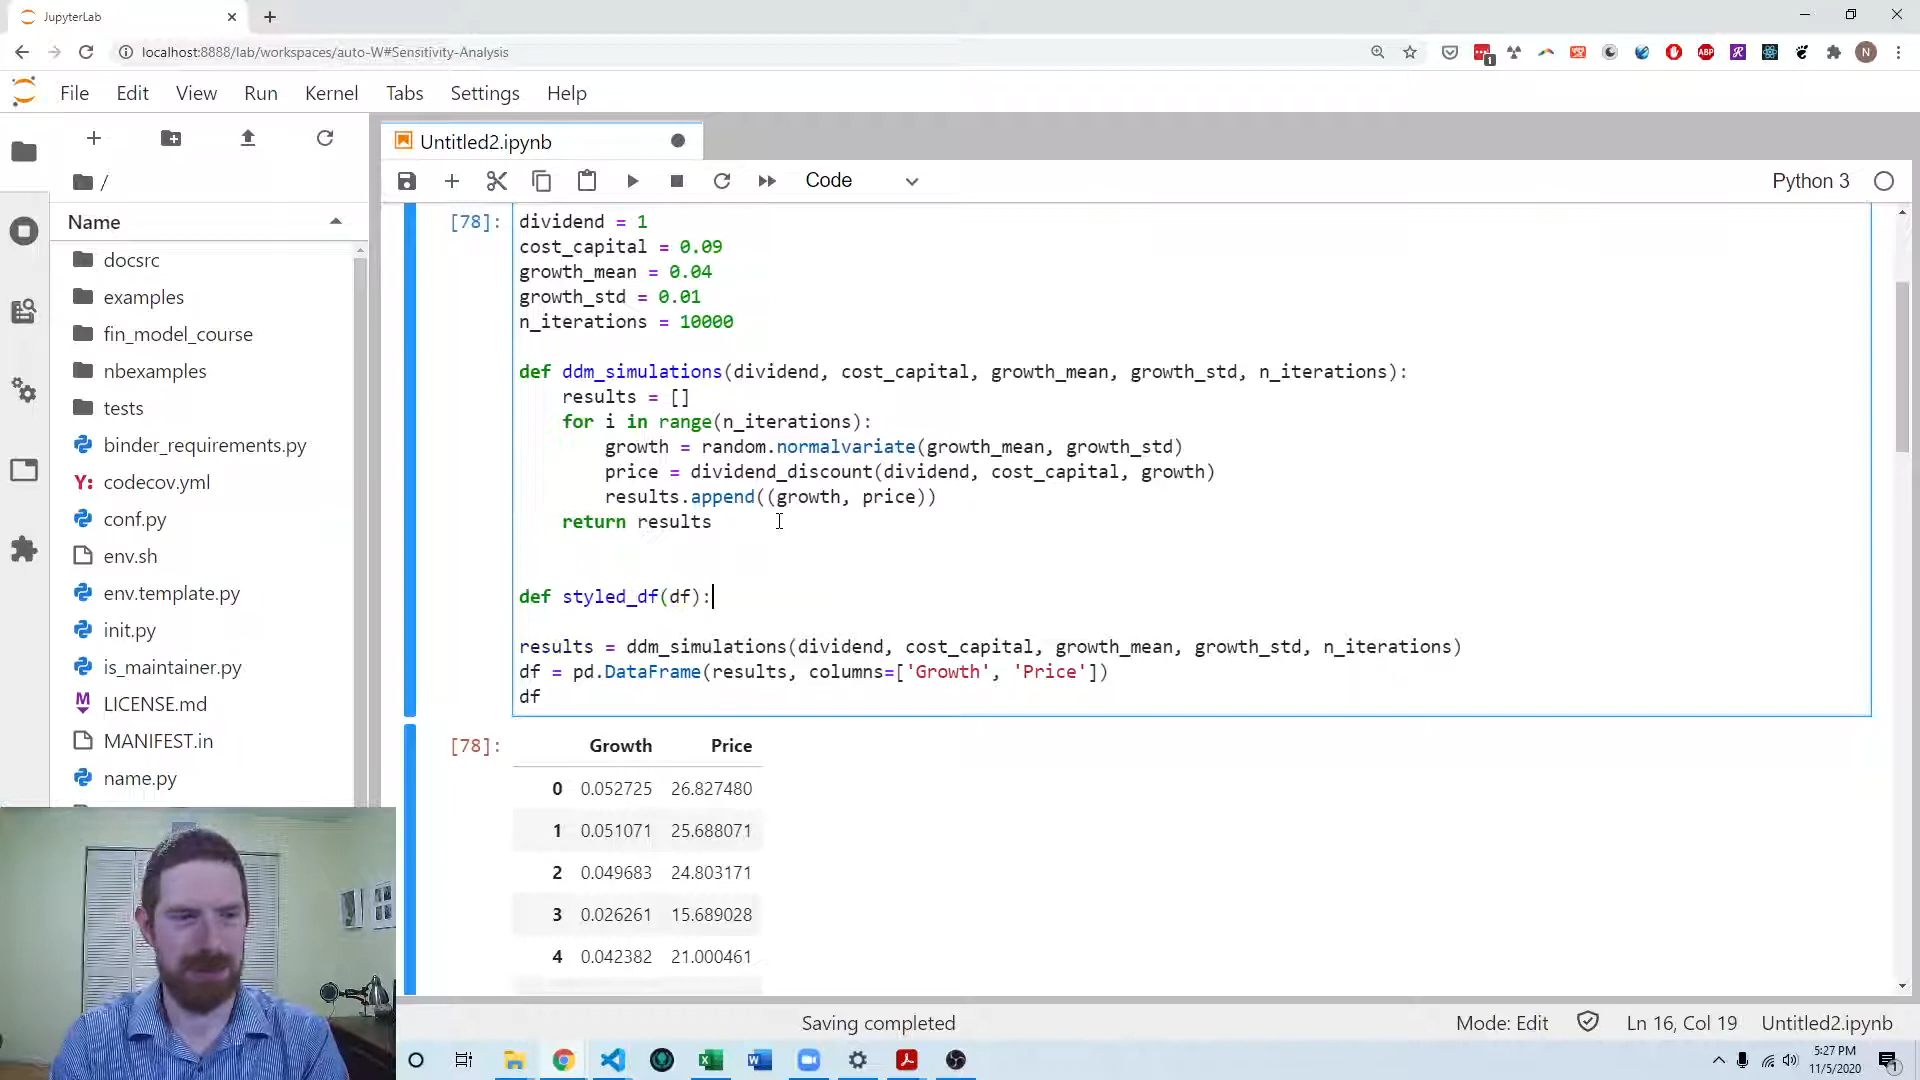 JupyterLab
localhost:8888/lab/workspaces/auto-W#Sensitivity-Analysis
1
ABP
N
File Edit View Run Kernel Tabs Settings Help
Untitled2.ipynb
/
Code
Python 3
Name
docsrc
examples
fin_model_course
nbexamples
tests
binder_requirements.py
Y: codecov.yml
conf.py
env.sh
env.template.py
init.py
is_maintainer.py
LICENSE.md
MANIFEST.in
name.py
[78]:
dividend = 1
cost_capital = 0.09
growth_mean = 0.04
growth_std = 0.01
n_iterations = 10000
def ddm_simulations(dividend, cost_capital, growth_mean, growth_std, n_iterations):
results = []
for i in range(n_iterations):
growth = random.normalvariate(growth_mean, growth_std)
price = dividend_discount(dividend, cost_capital, growth)
results.append((growth, price))
return results
def styled_df(df):
results = ddm_simulations(dividend, cost_capital, growth_mean, growth_std, n_iterations)
df = pd.DataFrame(results, columns=['Growth', 'Price'])
df
[78]:
Growth Price
0 0.052725 26.827480
1 0.051071 25.688071
2 0.049683 24.803171
3 0.026261 15.689028
4 0.042382 21.000461
Saving completed
Mode: Edit
Ln 16, Col 19
Untitled2.ipynb
5:27 PM
11/5/2020
1